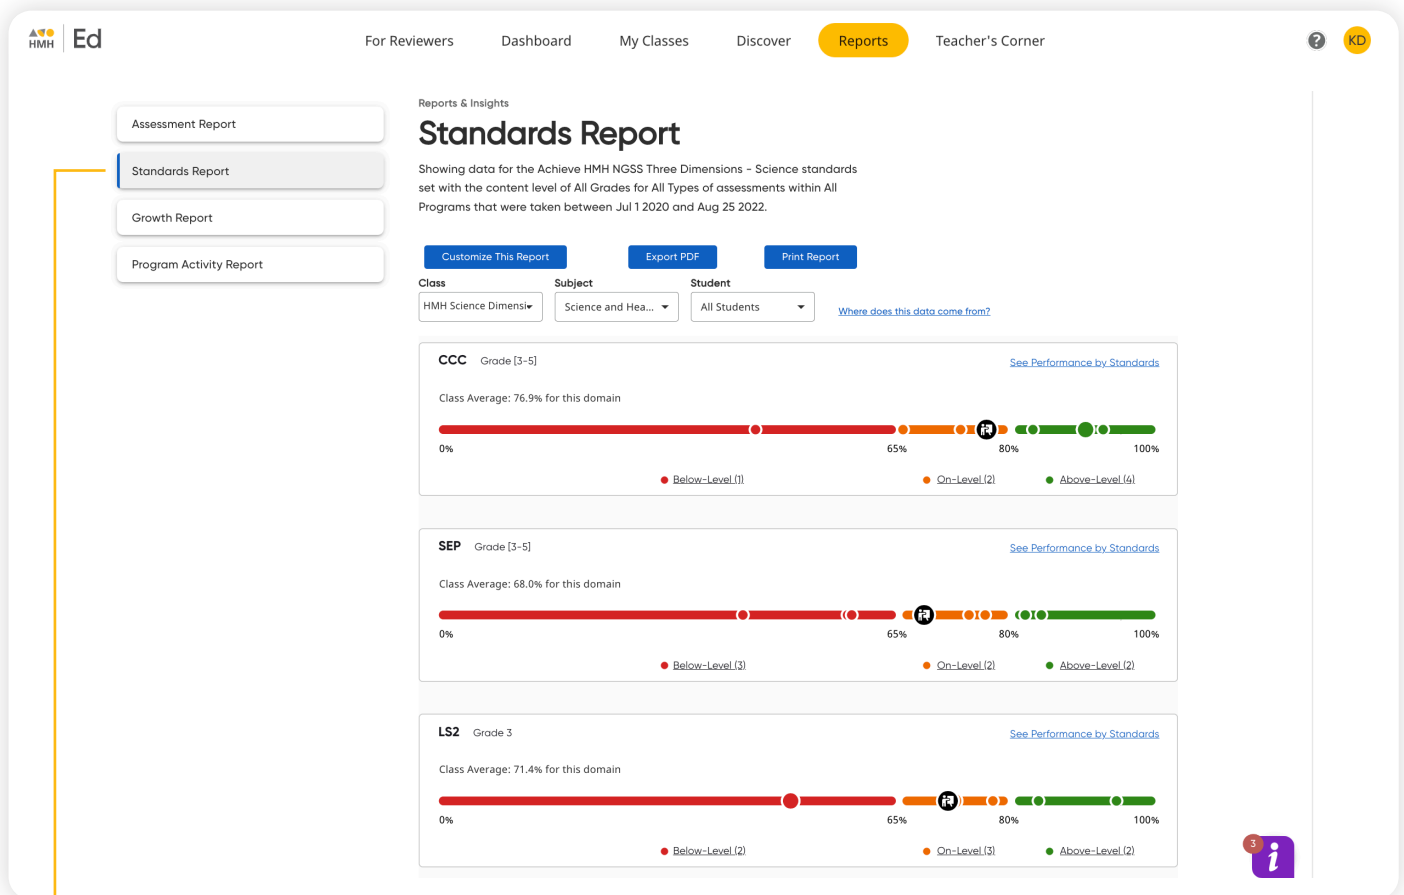 HMH Ed
For Reviewers Dashboard My Classes Discover Reports Teacher's Corner
? KD
Assessment Report
Standards Report
Growth Report
Program Activity Report
Reports & Insights
Standards Report
Showing data for the Achieve HMH NGSS Three Dimensions - Science standards
set with the content level of All Grades for All Types of assessments within All
Programs that were taken between Jul 1 2020 and Aug 25 2022.
Customize This Report Export PDF Print Report
Class Subject Student
HMH Science Dimensi Science and Hea... All Students Where does this data come from?
CCC Grade [3-5] See Performance by Standards
Class Average: 76.9% for this domain
0% 65% 80% 100%
Below-Level (1) On-Level (2) Above-Level (4)
SEP Grade [3-5] See Performance by Standards
Class Average: 68.0% for this domain
0% 65% 80% 100%
Below-Level (3) On-Level (2) Above-Level (2)
LS2 Grade 3 See Performance by Standards
Class Average: 71.4% for this domain
0% 65% 80% 100%
Below-Level (2) On-Level (3) Above-Level (2)
3
i